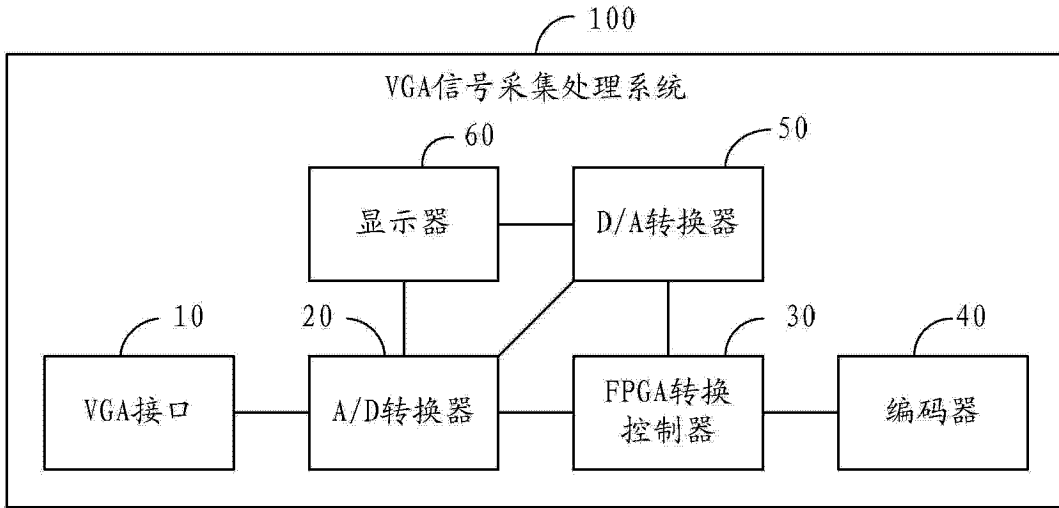 100
VGA信号采集处理系统
60
50
显示器
D/A转换器
10
20
30
40
VGA接口
A/D转换器
FPGA转换
控制器
编码器